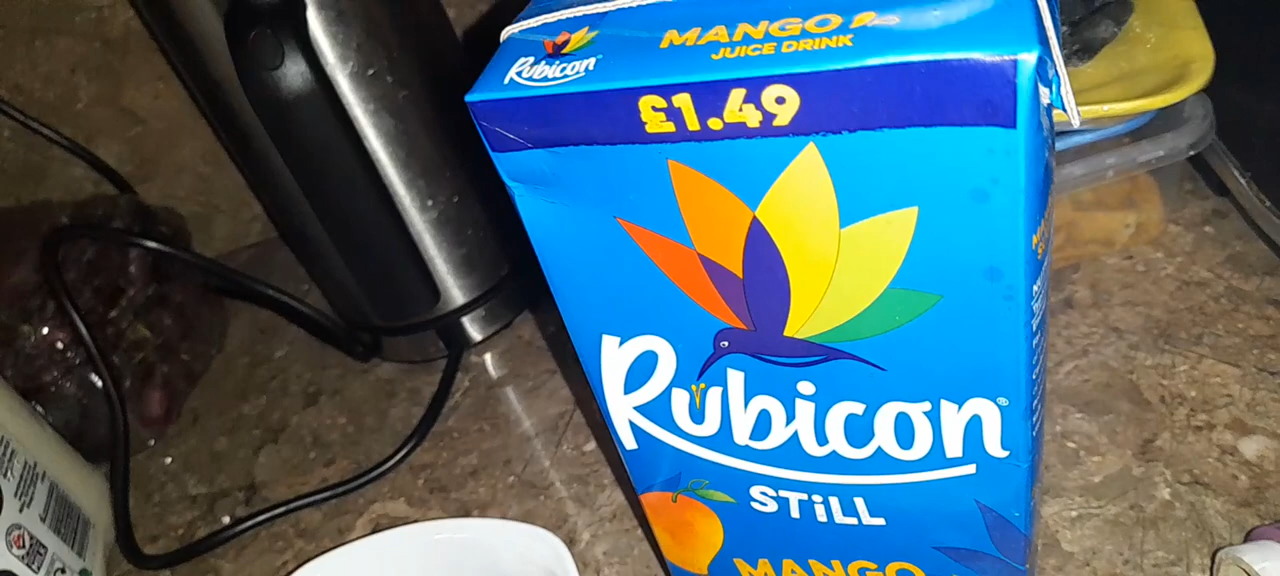 MANGO
JUICE DRINK
Rubicon
£1.49
Rubicon®
STiLL
MANGO